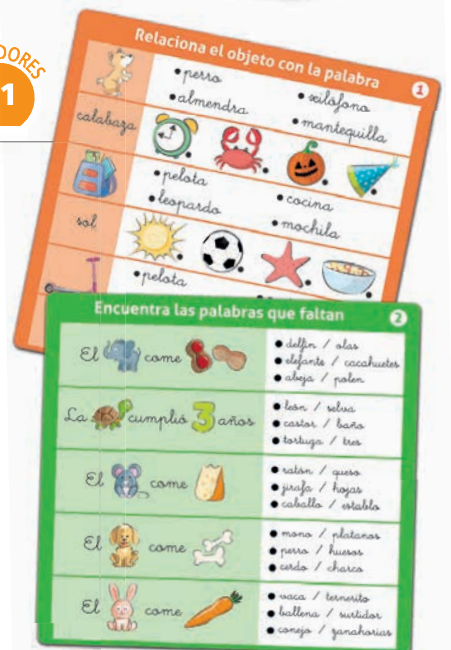 DORES
1
Relaciona el objeto con la palabra 1
•perro
•almendra
•xilófono
•mantequilla
calabaza
•pelota
•leopardo
•cocina
•mochila
sol
•pelota
Encuentra las palabras que faltan 2
El come
• delfín / olas
• elefante / cacahuetes
• abeja / polen
La cumplió 3 años
• león / selva
• castor / baño
• tortuga / tres
El come
• ratón / queso
• jirafa / hojas
• caballo / establo
El come
• mono / platanos
• perro / huesos
• cerdo / charco
El come
• vaca / ternerito
• ballena / surtidor
• conejo / zanahorias